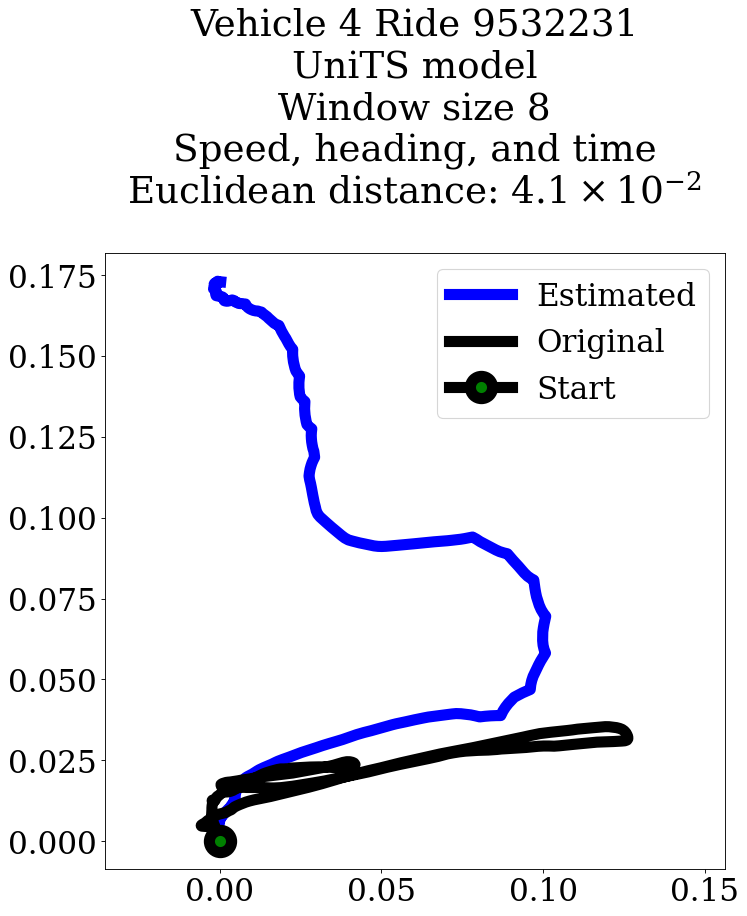 Vehicle 4 Ride 9532231
UniTS model
Window size 8
Speed, heading, and time
Euclidean distance: 4.1 × 10⁻²
Estimated
Original
Start
0.175
0.150
0.125
0.100
0.075
0.050
0.025
0.000
0.00 0.05 0.10 0.15